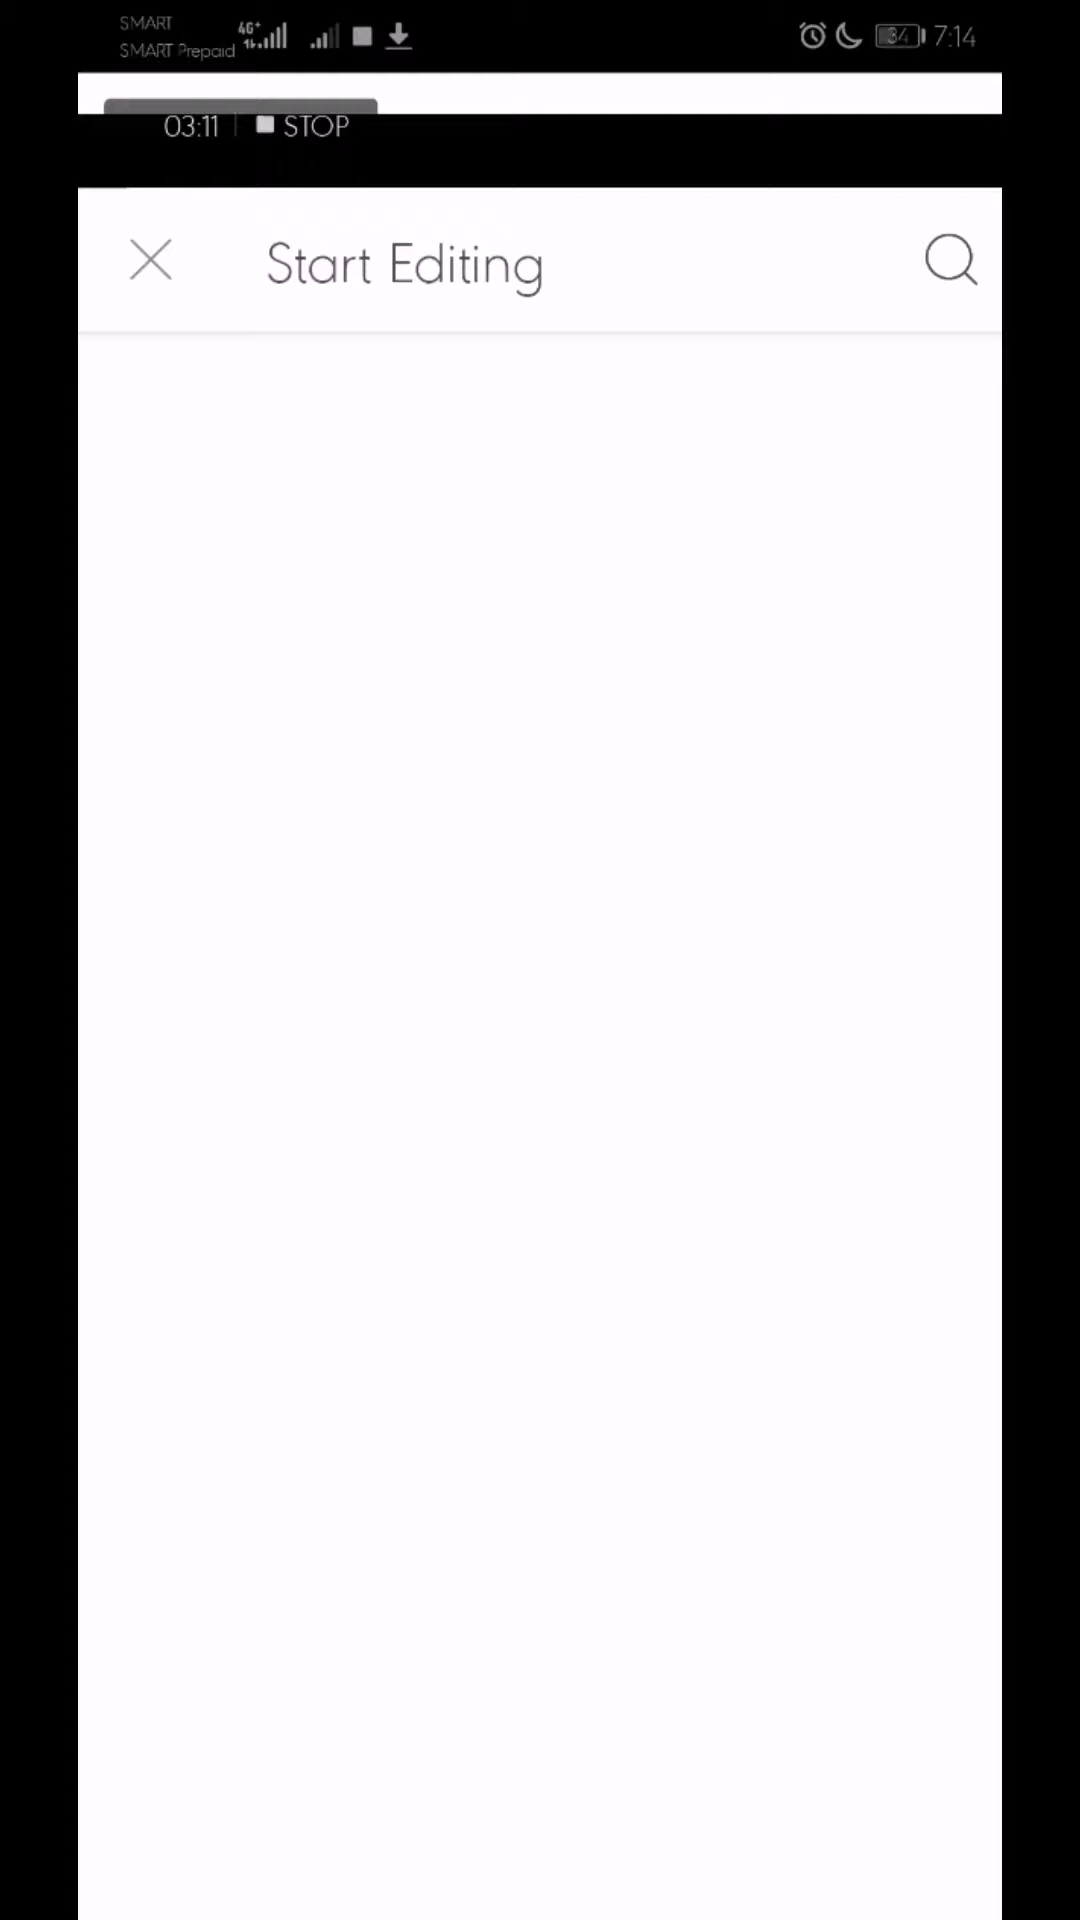 SMART
SMART Prepaid
4G+
34
7:14
03:11
STOP
Start Editing